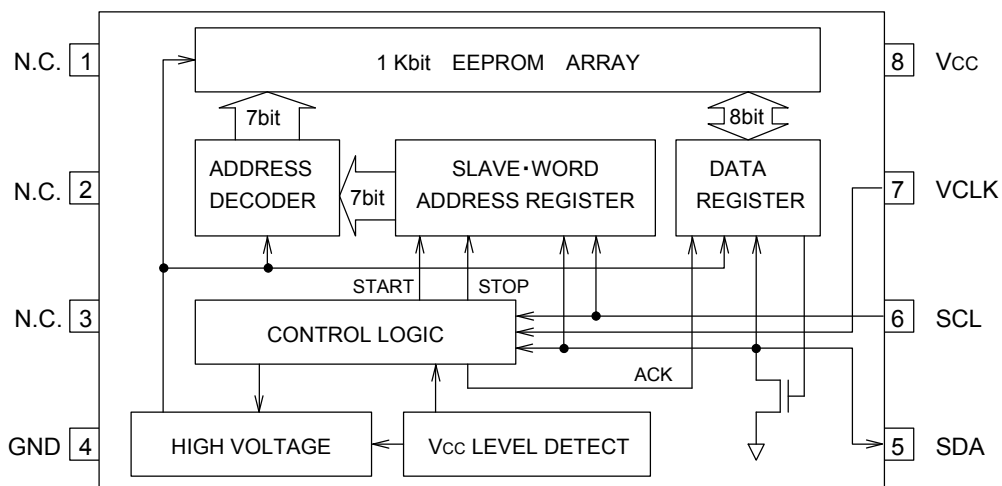 N.C. 1
1 Kbit EEPROM ARRAY
8 Vcc
7bit
8bit
N.C. 2
ADDRESS
DECODER
7bit
SLAVE・WORD
ADDRESS REGISTER
DATA
REGISTER
7 VCLK
START
STOP
N.C. 3
CONTROL LOGIC
6 SCL
ACK
GND 4
HIGH VOLTAGE
Vcc LEVEL DETECT
5 SDA